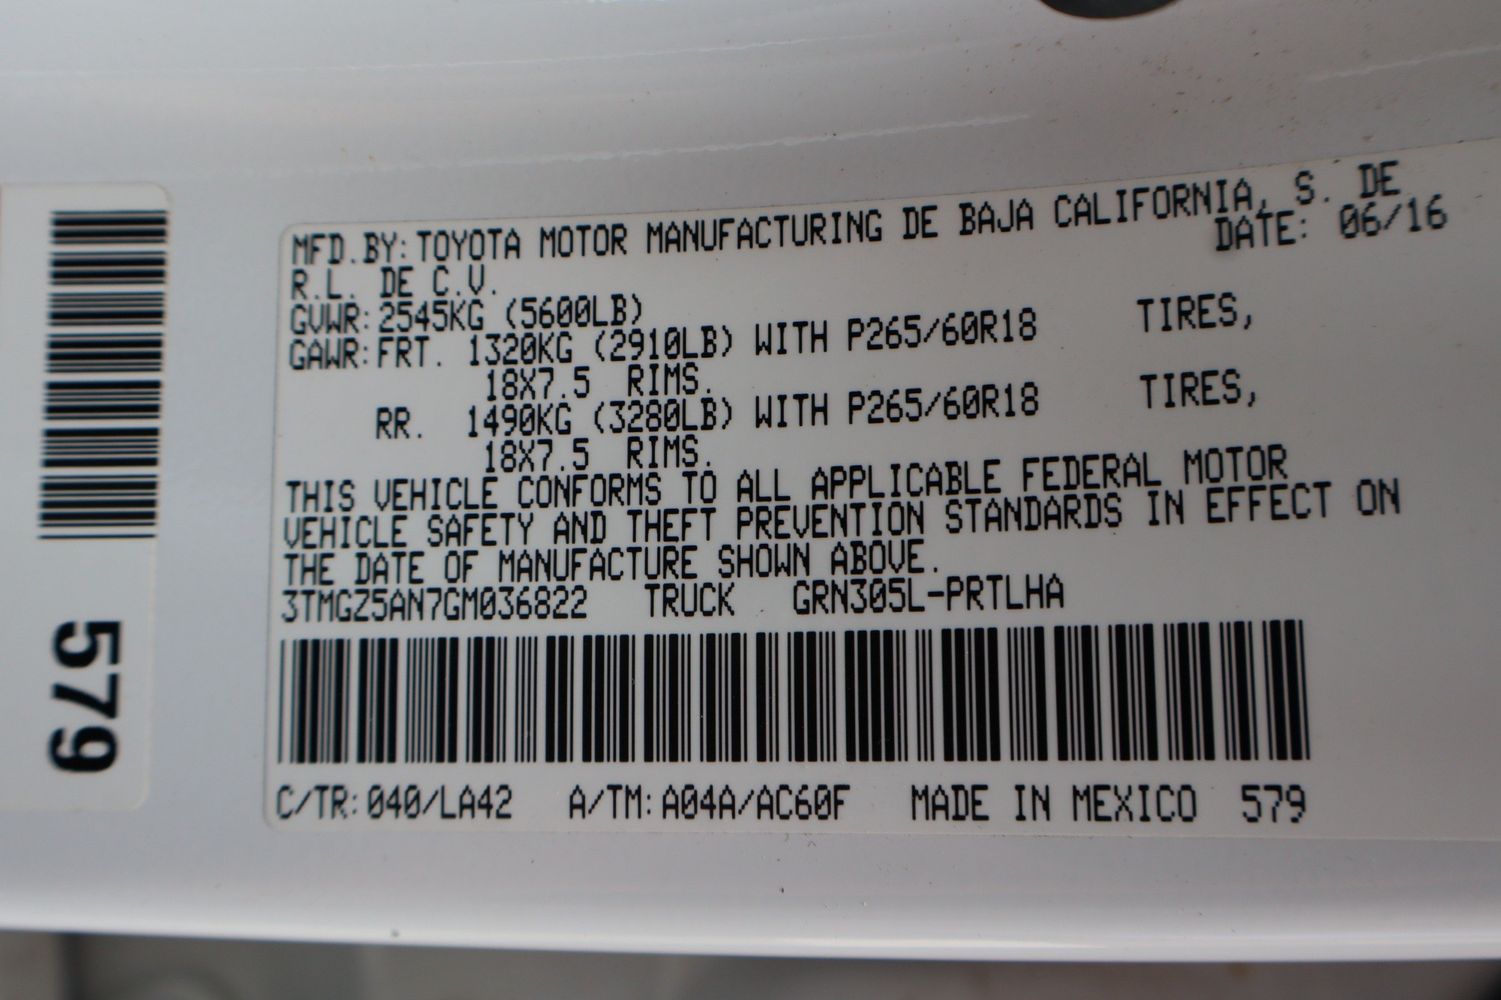 MFD.BY:TOYOTA MOTOR MANUFACTURING DE BAJA CALIFORNIA, S. DE
R.L. DE C.V. DATE: 06/16
GVWR:2545KG (5600LB)
GAWR:FRT. 1320KG (2910LB) WITH P265/60R18 TIRES,
18X7.5 RIMS.
RR. 1490KG (3280LB) WITH P265/60R18 TIRES,
18X7.5 RIMS.
THIS VEHICLE CONFORMS TO ALL APPLICABLE FEDERAL MOTOR
VEHICLE SAFETY AND THEFT PREVENTION STANDARDS IN EFFECT ON
THE DATE OF MANUFACTURE SHOWN ABOVE.
3TMGZ5AN7GM036822 TRUCK GRN305L-PRTLHA
C/TR:040/LA42 A/TM:A04A/AC60F MADE IN MEXICO 579
579